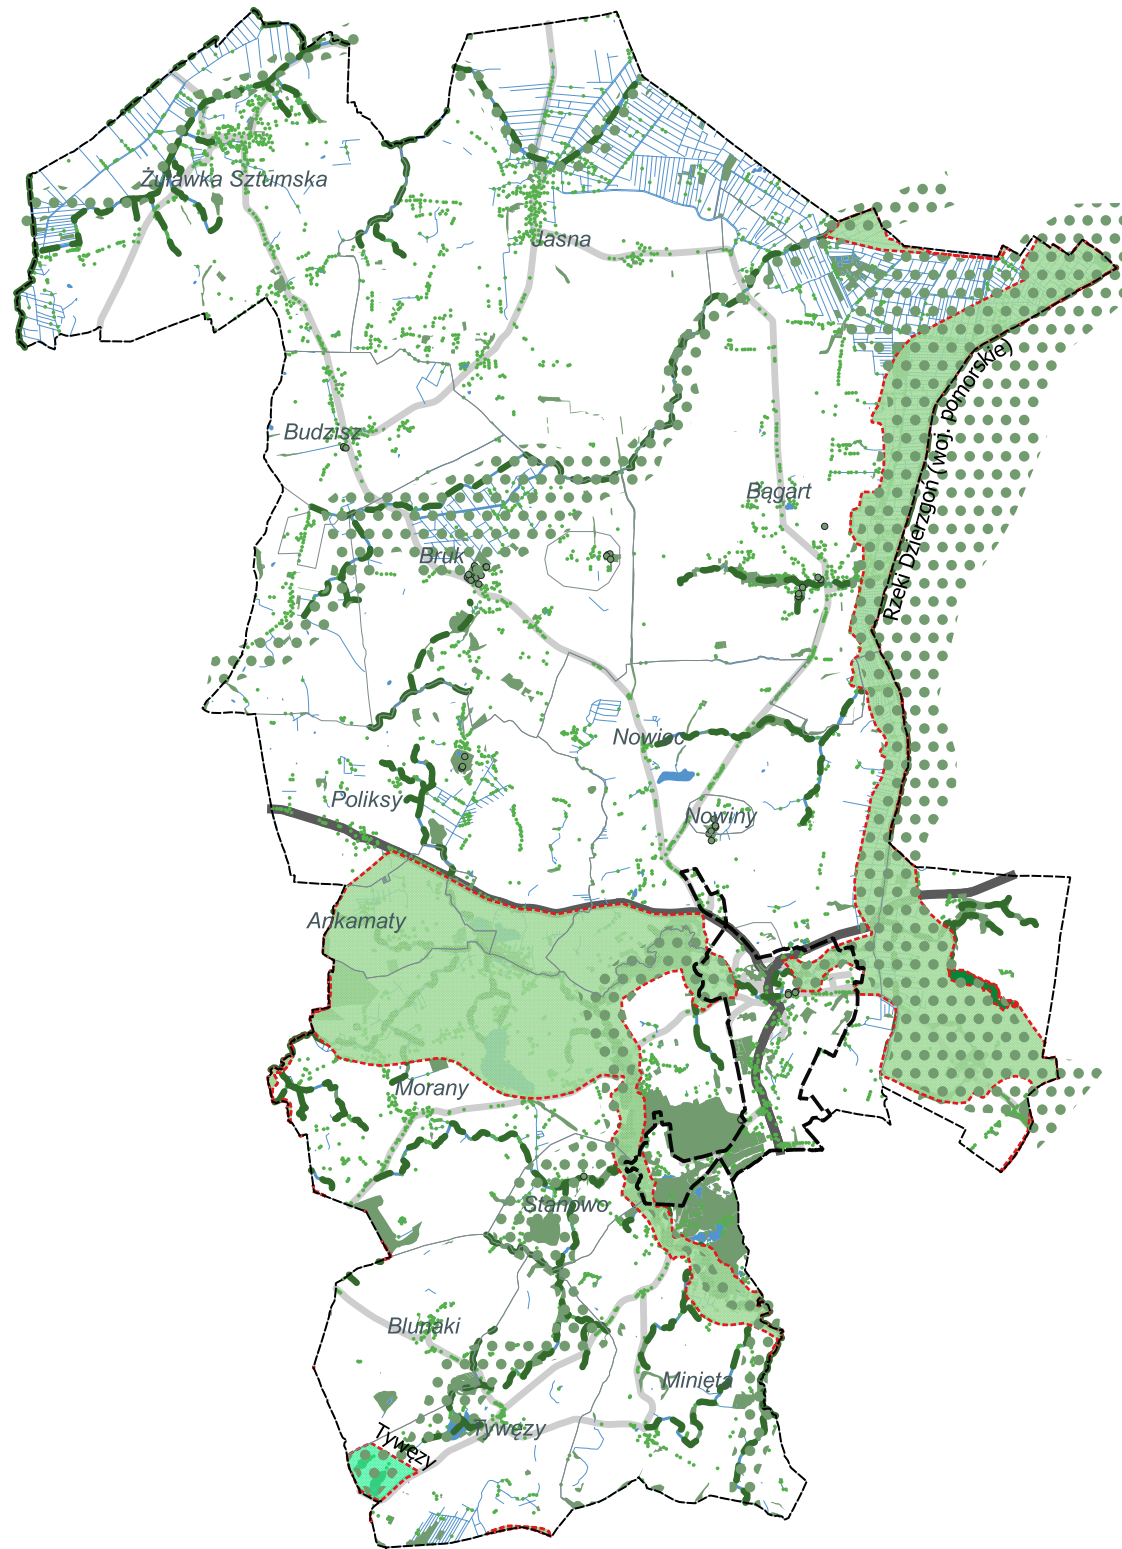 Żuławka Sztumska
Jasna
Rzeki Dzierzgoń (woj. pomorskie)
Budzisz
Bągart
Bruk
Nowiec
Poliksy
Nowiny
Ankamaty
Morany
Stanowo
Blunaki
Minięta
Tywęzy
Tywęzy